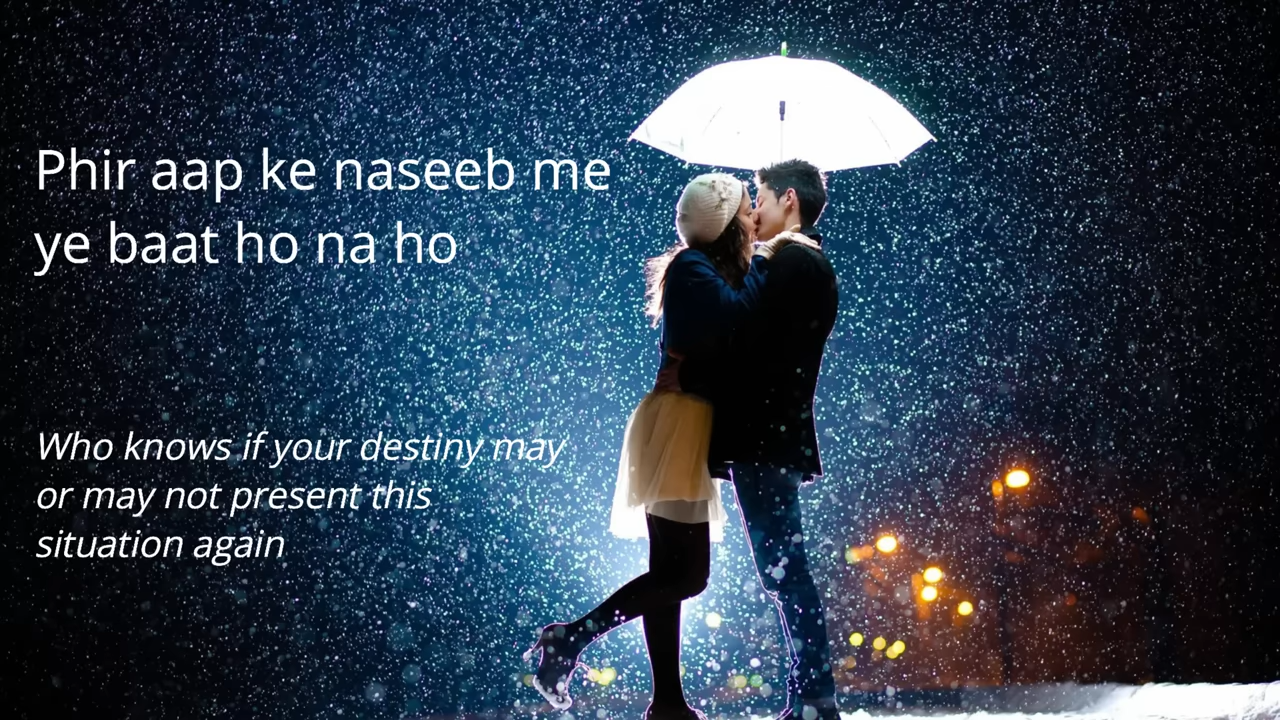 Phir aap ke naseeb me
ye baat ho na ho
Who knows if your destiny may
or may not present this
situation again